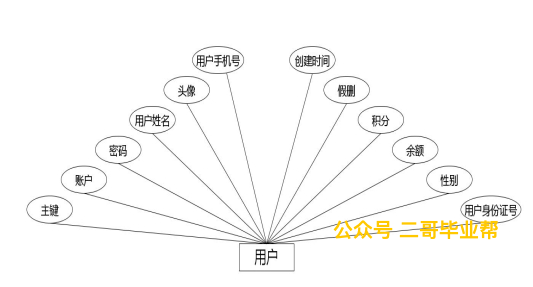 用户手机号
创建时间
头像
假删
用户姓名
积分
密码
余额
账户
性别
主键
用户身份证号
公众号 二哥毕业帮
用户